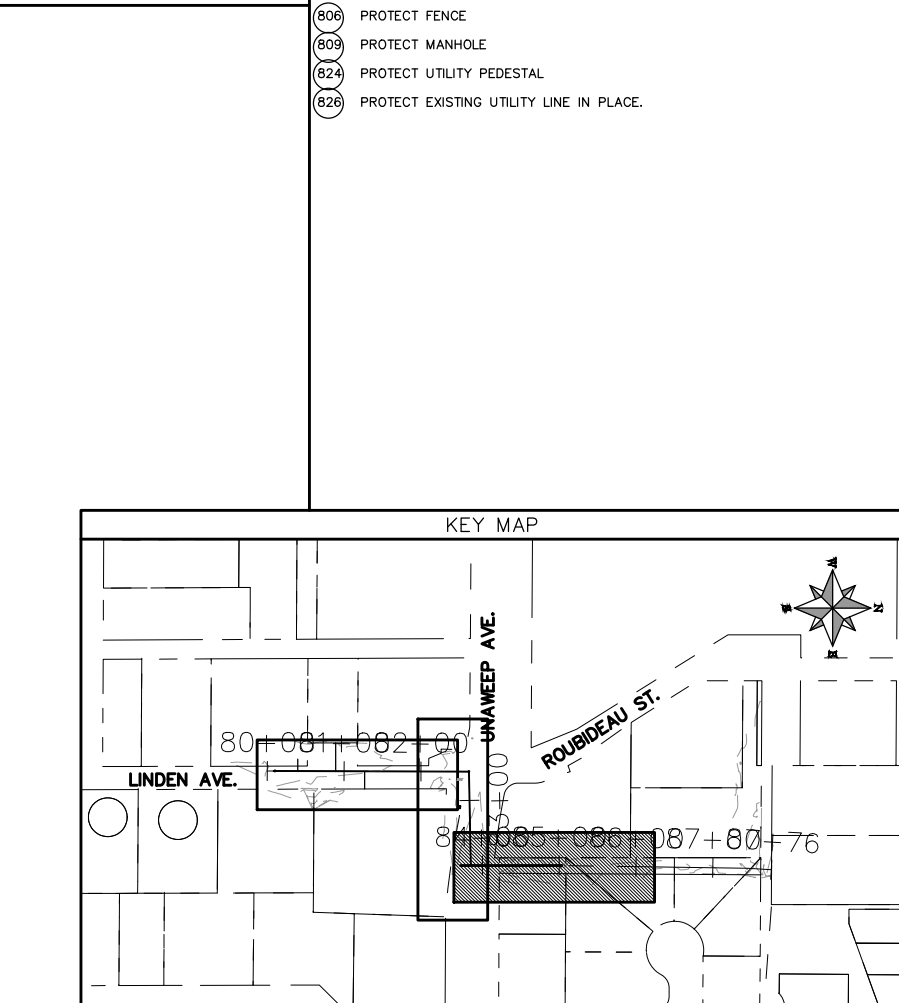 806 PROTECT FENCE
809 PROTECT MANHOLE
824 PROTECT UTILITY PEDESTAL
826 PROTECT EXISTING UTILITY LINE IN PLACE.
KEY MAP
W
N
UNAWEEP AVE.
ROUBIDEAU ST.
LINDEN AVE.